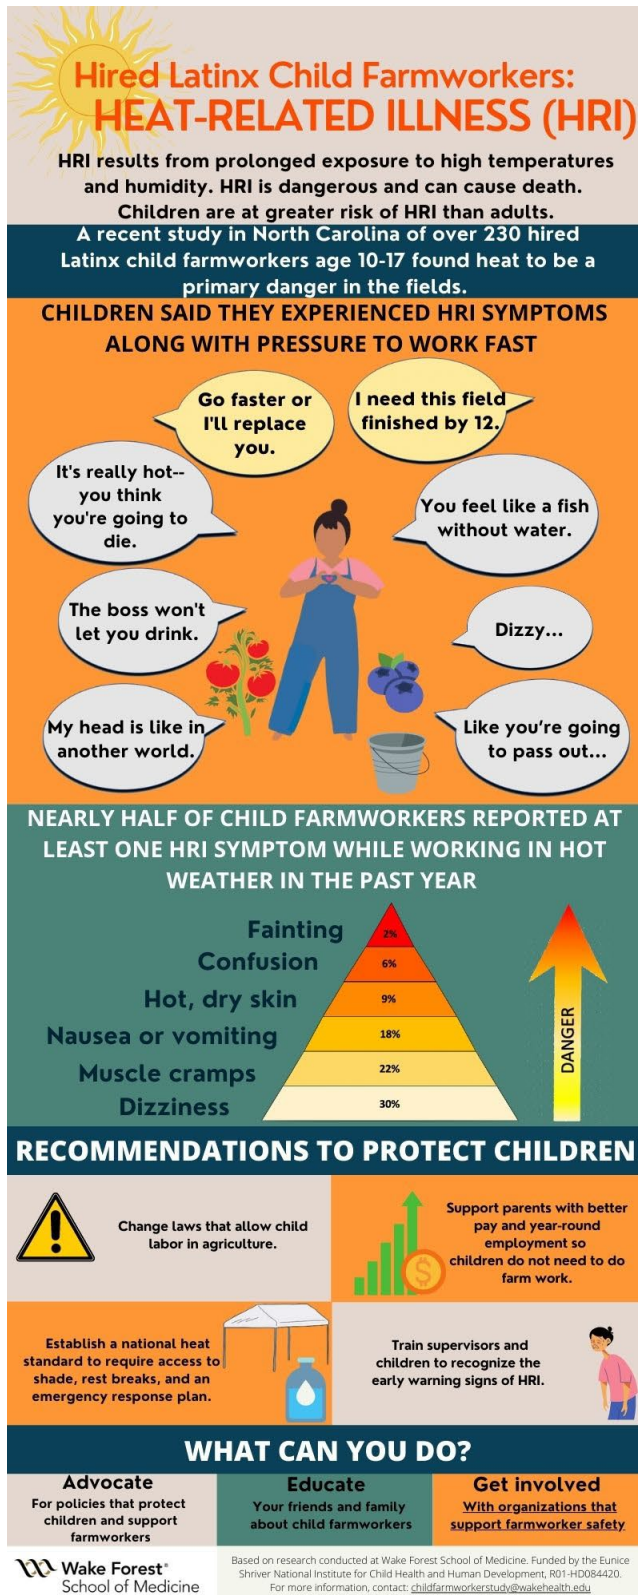 Hired Latinx Child Farmworkers:
HEAT-RELATED ILLNESS (HRI)
HRI results from prolonged exposure to high temperatures
and humidity. HRI is dangerous and can cause death.
Children are at greater risk of HRI than adults.
A recent study in North Carolina of over 230 hired
Latinx child farmworkers age 10-17 found heat to be a
primary danger in the fields.
CHILDREN SAID THEY EXPERIENCED HRI SYMPTOMS
ALONG WITH PRESSURE TO WORK FAST
Go faster or
I'll replace
you.
I need this field
finished by 12.
It's really hot--
you think
you're going to
die.
You feel like a fish
without water.
The boss won't
let you drink.
Dizzy...
My head is like in
another world.
Like you’re going
to pass out...
NEARLY HALF OF CHILD FARMWORKERS REPORTED AT
LEAST ONE HRI SYMPTOM WHILE WORKING IN HOT
WEATHER IN THE PAST YEAR
Fainting 2%
Confusion 6%
Hot, dry skin 9%
Nausea or vomiting 18%
Muscle cramps 22%
Dizziness 30%
DANGER
RECOMMENDATIONS TO PROTECT CHILDREN
Change laws that allow child
labor in agriculture.
Support parents with better
pay and year-round
employment so
children do not need to do
farm work.
Establish a national heat
standard to require access to
shade, rest breaks, and an
emergency response plan.
Train supervisors and
children to recognize the
early warning signs of HRI.
WHAT CAN YOU DO?
Advocate
For policies that protect
children and support
farmworkers
Educate
Your friends and family
about child farmworkers
Get involved
With organizations that
support farmworker safety
Wake Forest®
School of Medicine
Based on research conducted at Wake Forest School of Medicine. Funded by the Eunice
Shriver National Institute for Child Health and Human Development, R01-HD084420.
For more information, contact: childfarmworkerstudy@wakehealth.edu